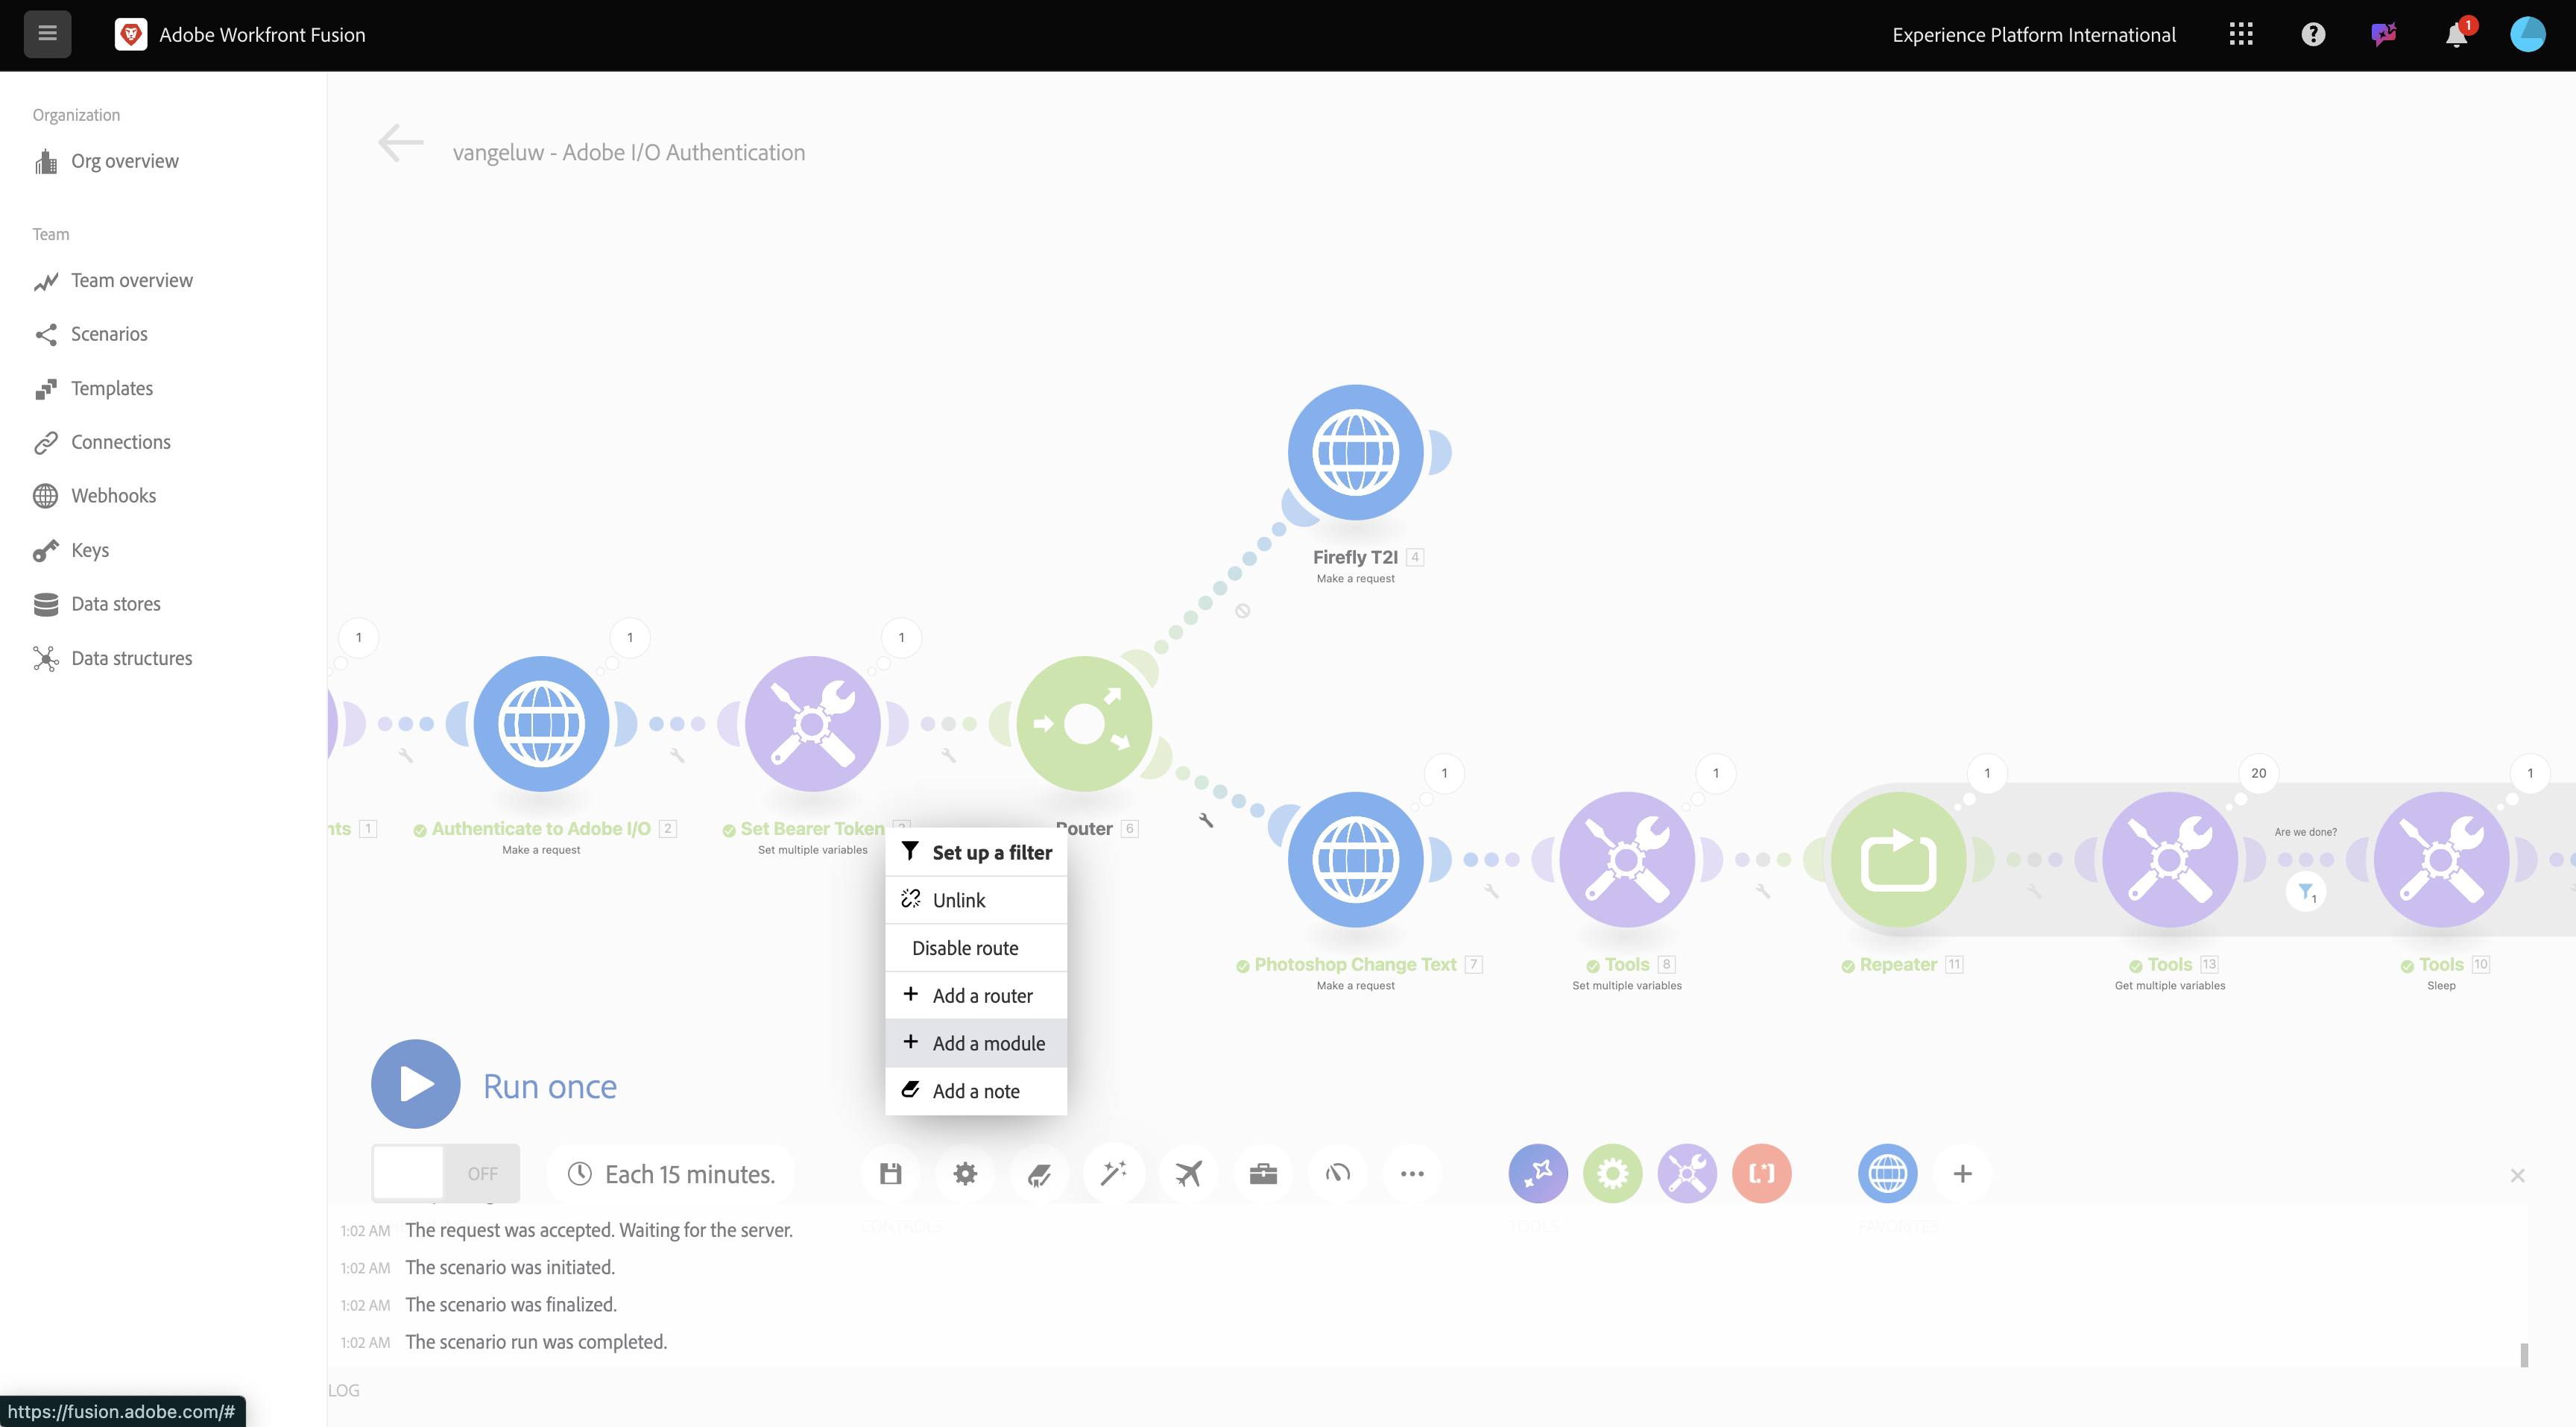 Adobe Workfront Fusion
Experience Platform International
1
Organization
Org overview
Team
Team overview
Scenarios
Templates
Connections
Webhooks
Keys
Data stores
Data structures
vangeluw - Adobe I/O Authentication
Firefly T2I 4
Make a request
1
1
1
nts 1
Authenticate to Adobe I/O 2
Make a request
Set Bearer Token
Set multiple variables
Router 6
1
1
1
20
1
Are we done?
1
Photoshop Change Text 7
Make a request
Tools 8
Set multiple variables
Repeater 11
Tools 13
Get multiple variables
Tools 10
Sleep
Set up a filter
Unlink
Disable route
Add a router
Add a module
Add a note
Run once
OFF
Each 15 minutes.
CONTROLS
TOOLS
FAVORITES
1:02 AM The request was accepted. Waiting for the server.
1:02 AM The scenario was initiated.
1:02 AM The scenario was finalized.
1:02 AM The scenario run was completed.
LOG
https://fusion.adobe.com/#